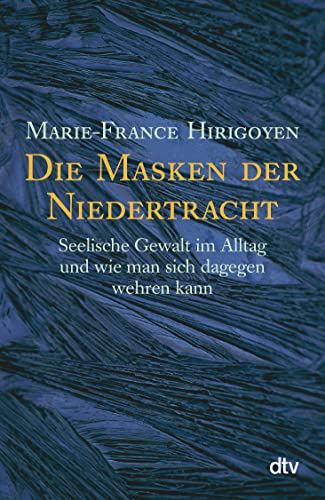 Marie-France Hirigoyen
Die Masken der
Niedertracht
Seelische Gewalt im Alltag
und wie man sich dagegen
wehren kann
dtv